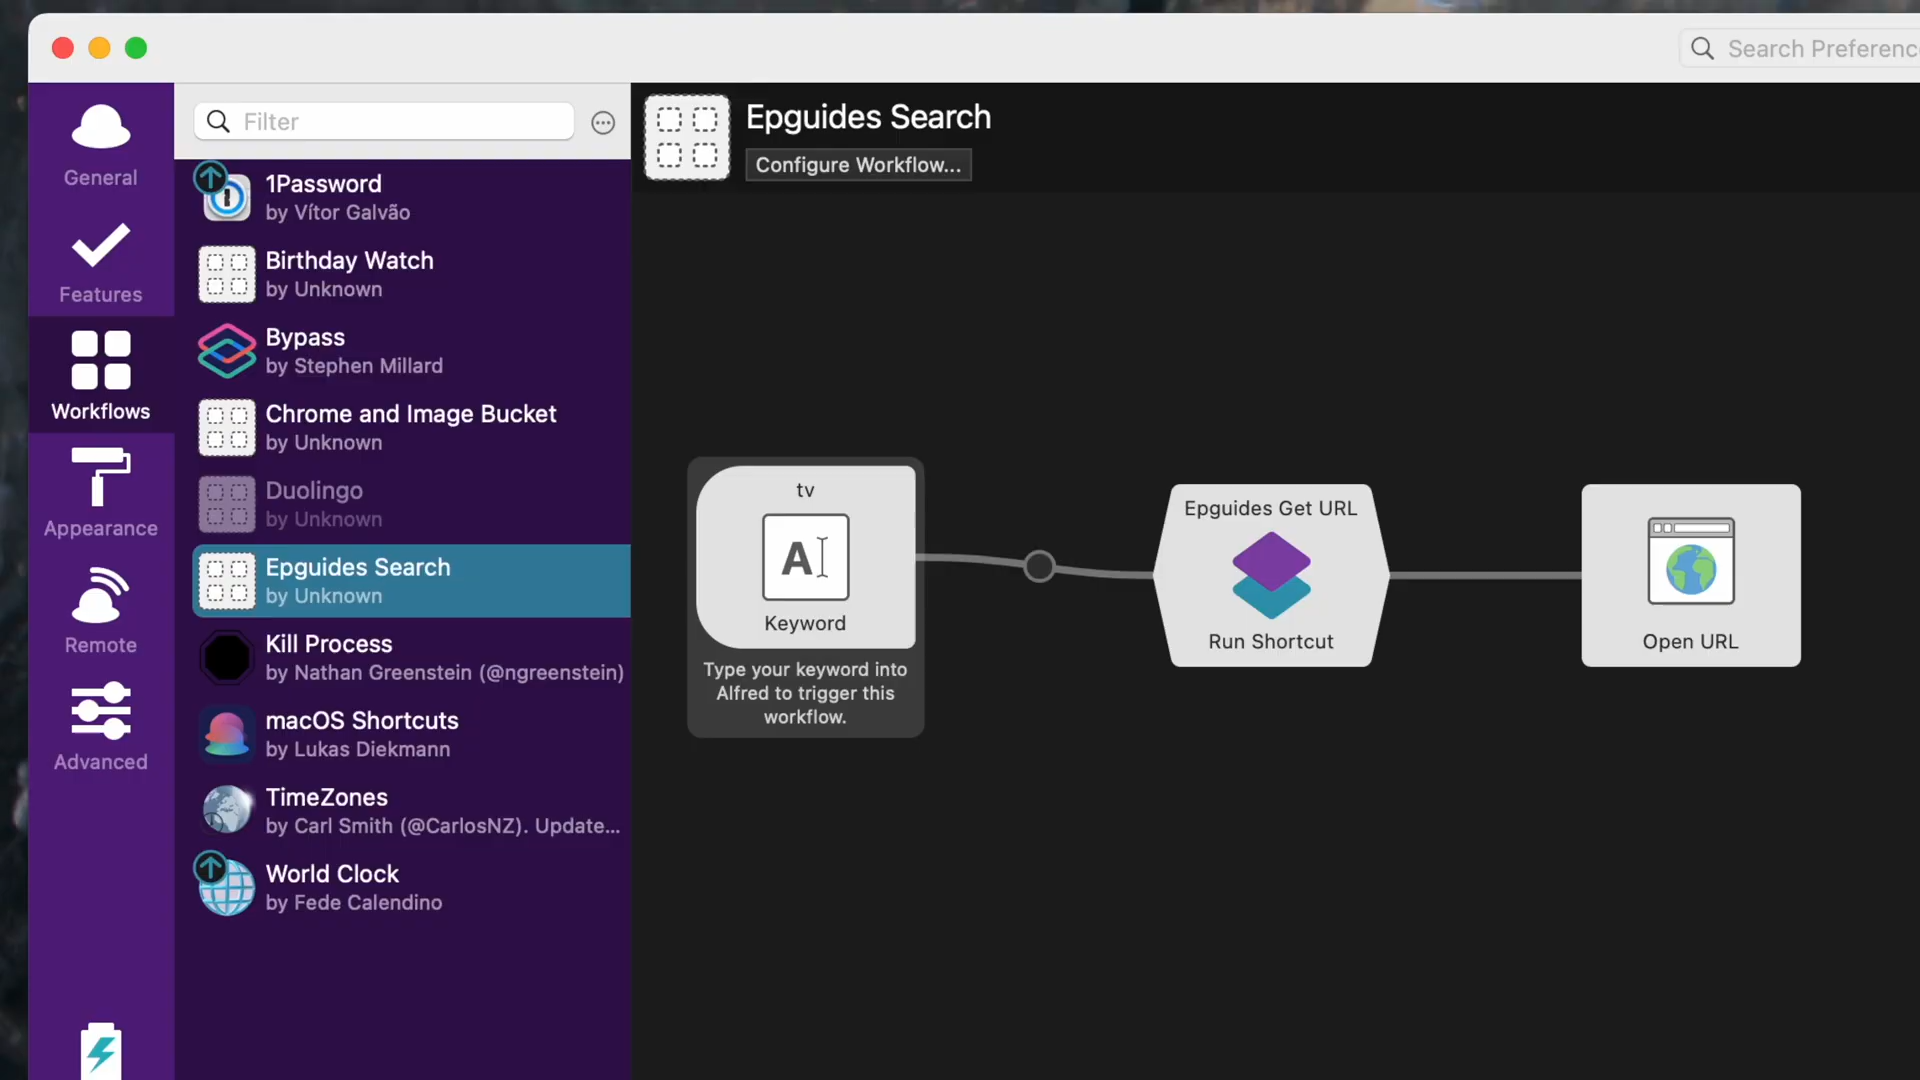 Search Preferenc
General
Features
Workflows
Appearance
Remote
Advanced
Filter
1Password
by Vítor Galvão
Birthday Watch
by Unknown
Bypass
by Stephen Millard
Chrome and Image Bucket
by Unknown
Duolingo
by Unknown
Epguides Search
by Unknown
Kill Process
by Nathan Greenstein (@ngreenstein)
macOS Shortcuts
by Lukas Diekmann
TimeZones
by Carl Smith (@CarlosNZ). Update...
World Clock
by Fede Calendino
Epguides Search
Configure Workflow...
tv
A
Keyword
Type your keyword into
Alfred to trigger this
workflow.
Epguides Get URL
Run Shortcut
Open URL